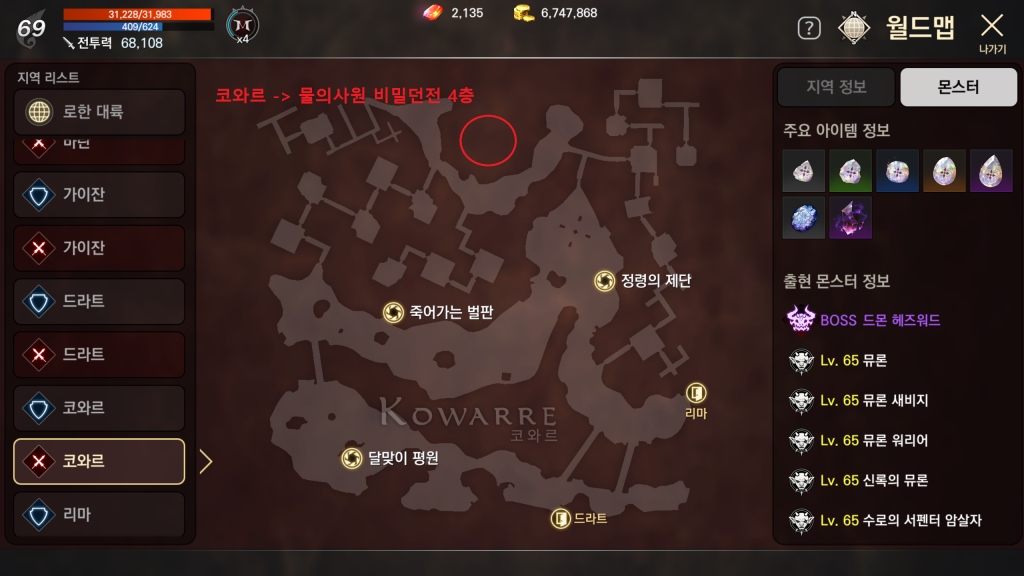 69
31,228/31,983
409/624
전투력 68,108
M
x4
2,135
6,747,868
?
월드맵
나가기
지역 리스트
로한 대륙
마런
가이잔
가이잔
드라트
드라트
코와르
코와르
리마
코와르 -> 물의사원 비밀던전 4층
정령의 제단
죽어가는 벌판
리마
KOWARRE
코와르
달맞이 평원
드라트
지역 정보
몬스터
주요 아이템 정보
출현 몬스터 정보
BOSS 드몬 헤즈워드
Lv. 65 뮤론
Lv. 65 뮤론 새비지
Lv. 65 뮤론 워리어
Lv. 65 신록의 뮤론
Lv. 65 수로의 서펜터 암살자